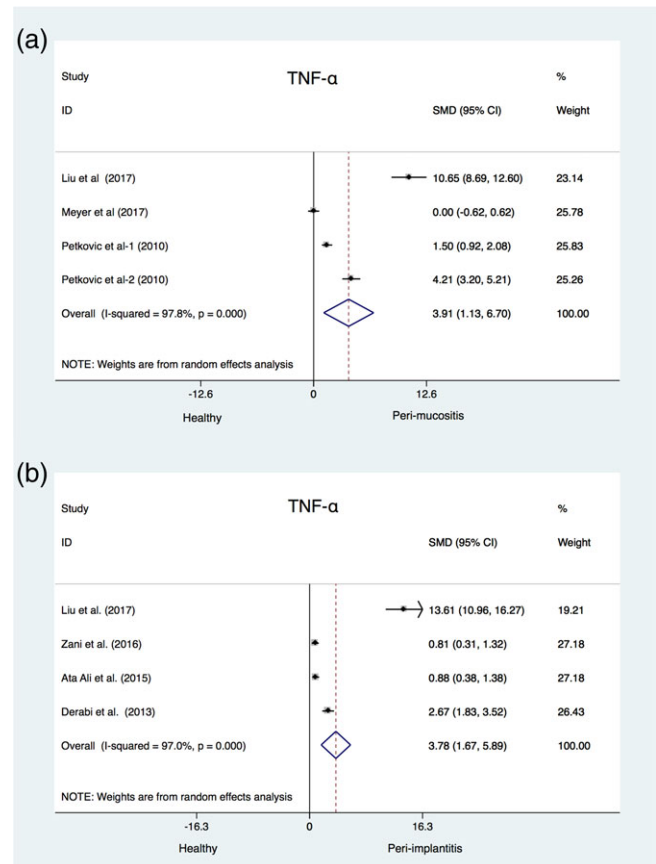 (a)
Study TNF-α %
ID SMD (95% CI) Weight
Liu et al (2017) 10.65 (8.69, 12.60) 23.14
Meyer et al (2017) 0.00 (-0.62, 0.62) 25.78
Petkovic et al-1 (2010) 1.50 (0.92, 2.08) 25.83
Petkovic et al-2 (2010) 4.21 (3.20, 5.21) 25.26
Overall (I-squared = 97.8%, p = 0.000) 3.91 (1.13, 6.70) 100.00
NOTE: Weights are from random effects analysis
-12.6 0 12.6
Healthy Peri-mucositis
(b)
Study TNF-α %
ID SMD (95% CI) Weight
Liu et al. (2017) 13.61 (10.96, 16.27) 19.21
Zani et al. (2016) 0.81 (0.31, 1.32) 27.18
Ata Ali et al. (2015) 0.88 (0.38, 1.38) 27.18
Derabi et al. (2013) 2.67 (1.83, 3.52) 26.43
Overall (I-squared = 97.0%, p = 0.000) 3.78 (1.67, 5.89) 100.00
NOTE: Weights are from random effects analysis
-16.3 0 16.3
Healthy Peri-implantitis